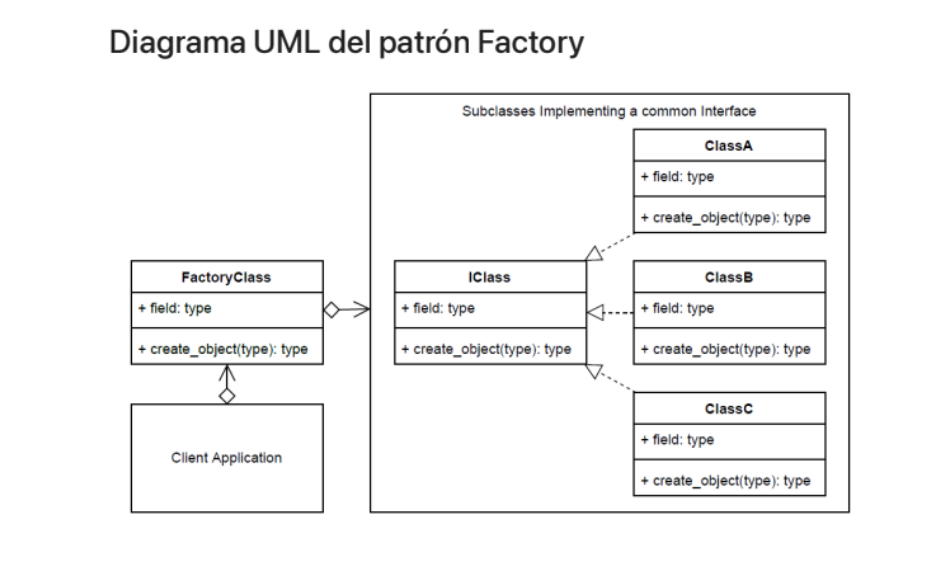 Diagrama UML del patrón Factory
Subclasses Implementing a common Interface
ClassA
+ field: type
+ create_object(type): type
FactoryClass
+ field: type
+ create_object(type): type
IClass
+ field: type
+ create_object(type): type
ClassB
+ field: type
+ create_object(type): type
Client Application
ClassC
+ field: type
+ create_object(type): type